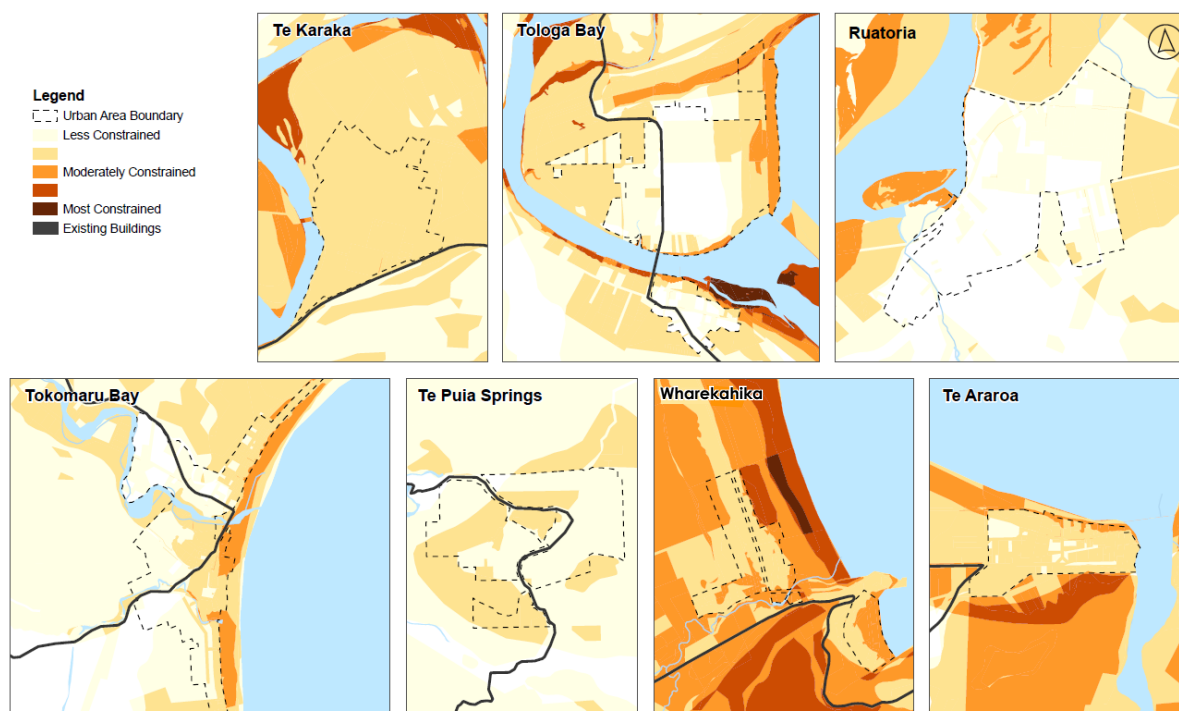 Te Karaka
Tologa Bay
Ruatoria
Legend
Urban Area Boundary
Less Constrained
Moderately Constrained
Most Constrained
Existing Buildings
Tokomaru Bay
Te Puia Springs
Wharekahika
Te Araroa